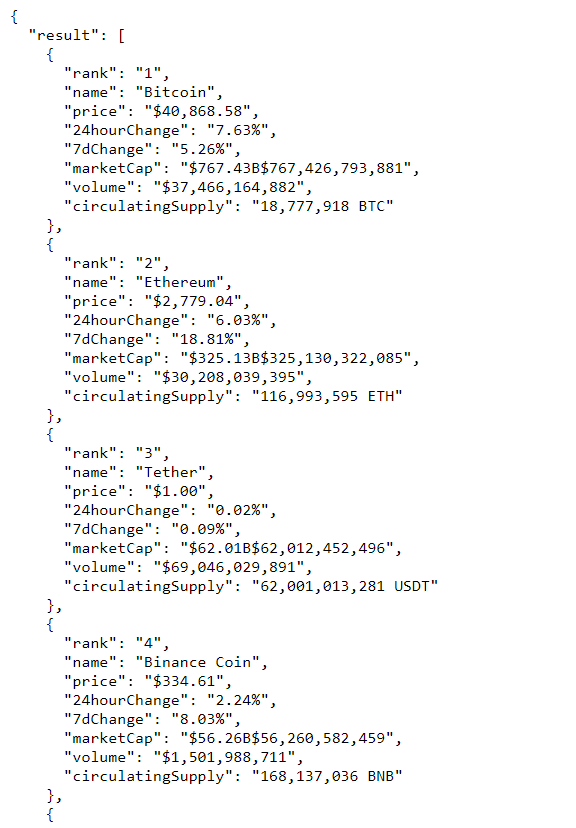 {
  "result": [
    {
      "rank": "1",
      "name": "Bitcoin",
      "price": "$40,868.58",
      "24hourChange": "7.63%",
      "7dChange": "5.26%",
      "marketCap": "$767.43B$767,426,793,881",
      "volume": "$37,466,164,882",
      "circulatingSupply": "18,777,918 BTC"
    },
    {
      "rank": "2",
      "name": "Ethereum",
      "price": "$2,779.04",
      "24hourChange": "6.03%",
      "7dChange": "18.81%",
      "marketCap": "$325.13B$325,130,322,085",
      "volume": "$30,208,039,395",
      "circulatingSupply": "116,993,595 ETH"
    },
    {
      "rank": "3",
      "name": "Tether",
      "price": "$1.00",
      "24hourChange": "0.02%",
      "7dChange": "0.09%",
      "marketCap": "$62.01B$62,012,452,496",
      "volume": "$69,046,029,891",
      "circulatingSupply": "62,001,013,281 USDT"
    },
    {
      "rank": "4",
      "name": "Binance Coin",
      "price": "$334.61",
      "24hourChange": "2.24%",
      "7dChange": "8.03%",
      "marketCap": "$56.26B$56,260,582,459",
      "volume": "$1,501,988,711",
      "circulatingSupply": "168,137,036 BNB"
    },
    {